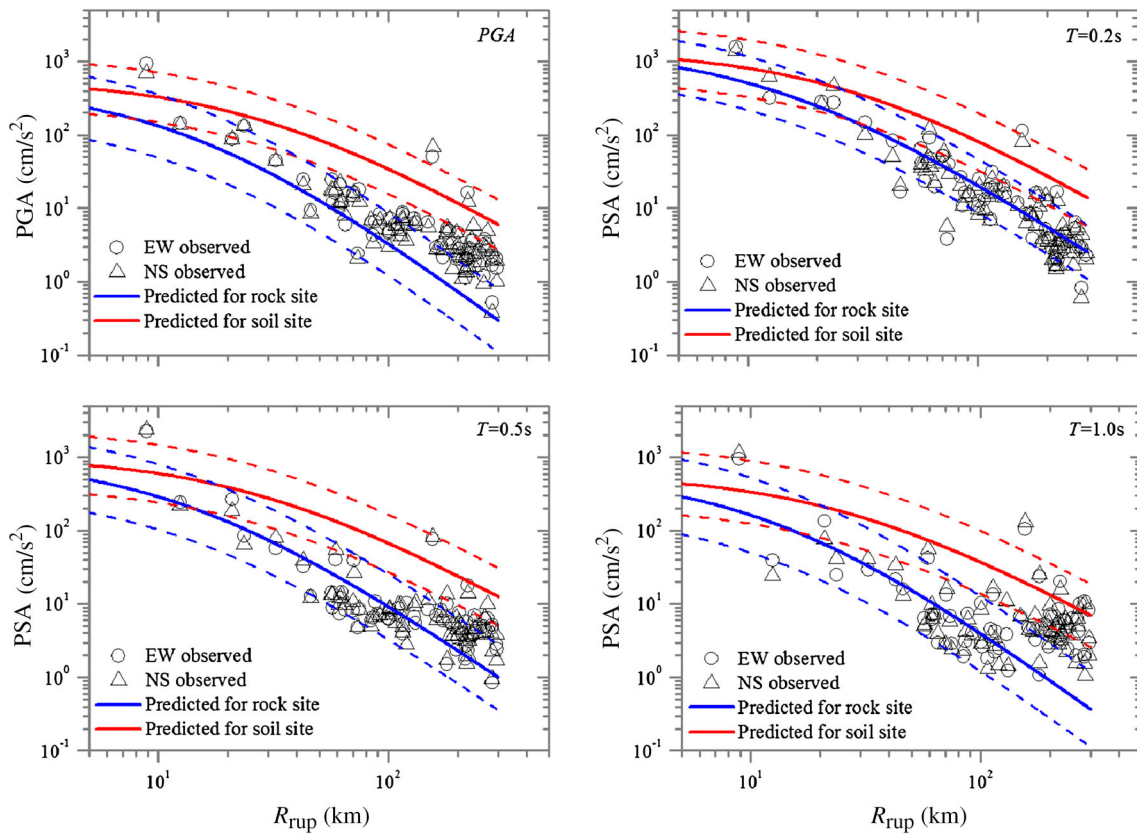 PGA
10³
10²
10¹
10⁰
10⁻¹
PGA (cm/s²)
EW observed
NS observed
Predicted for rock site
Predicted for soil site
T=0.2s
10³
10²
10¹
10⁰
10⁻¹
PSA (cm/s²)
EW observed
NS observed
Predicted for rock site
Predicted for soil site
T=0.5s
10³
10²
10¹
10⁰
10⁻¹
PSA (cm/s²)
EW observed
NS observed
Predicted for rock site
Predicted for soil site
10¹ 10²
R_rup (km)
T=1.0s
10³
10²
10¹
10⁰
10⁻¹
PSA (cm/s²)
EW observed
NS observed
Predicted for rock site
Predicted for soil site
10¹ 10²
R_rup (km)